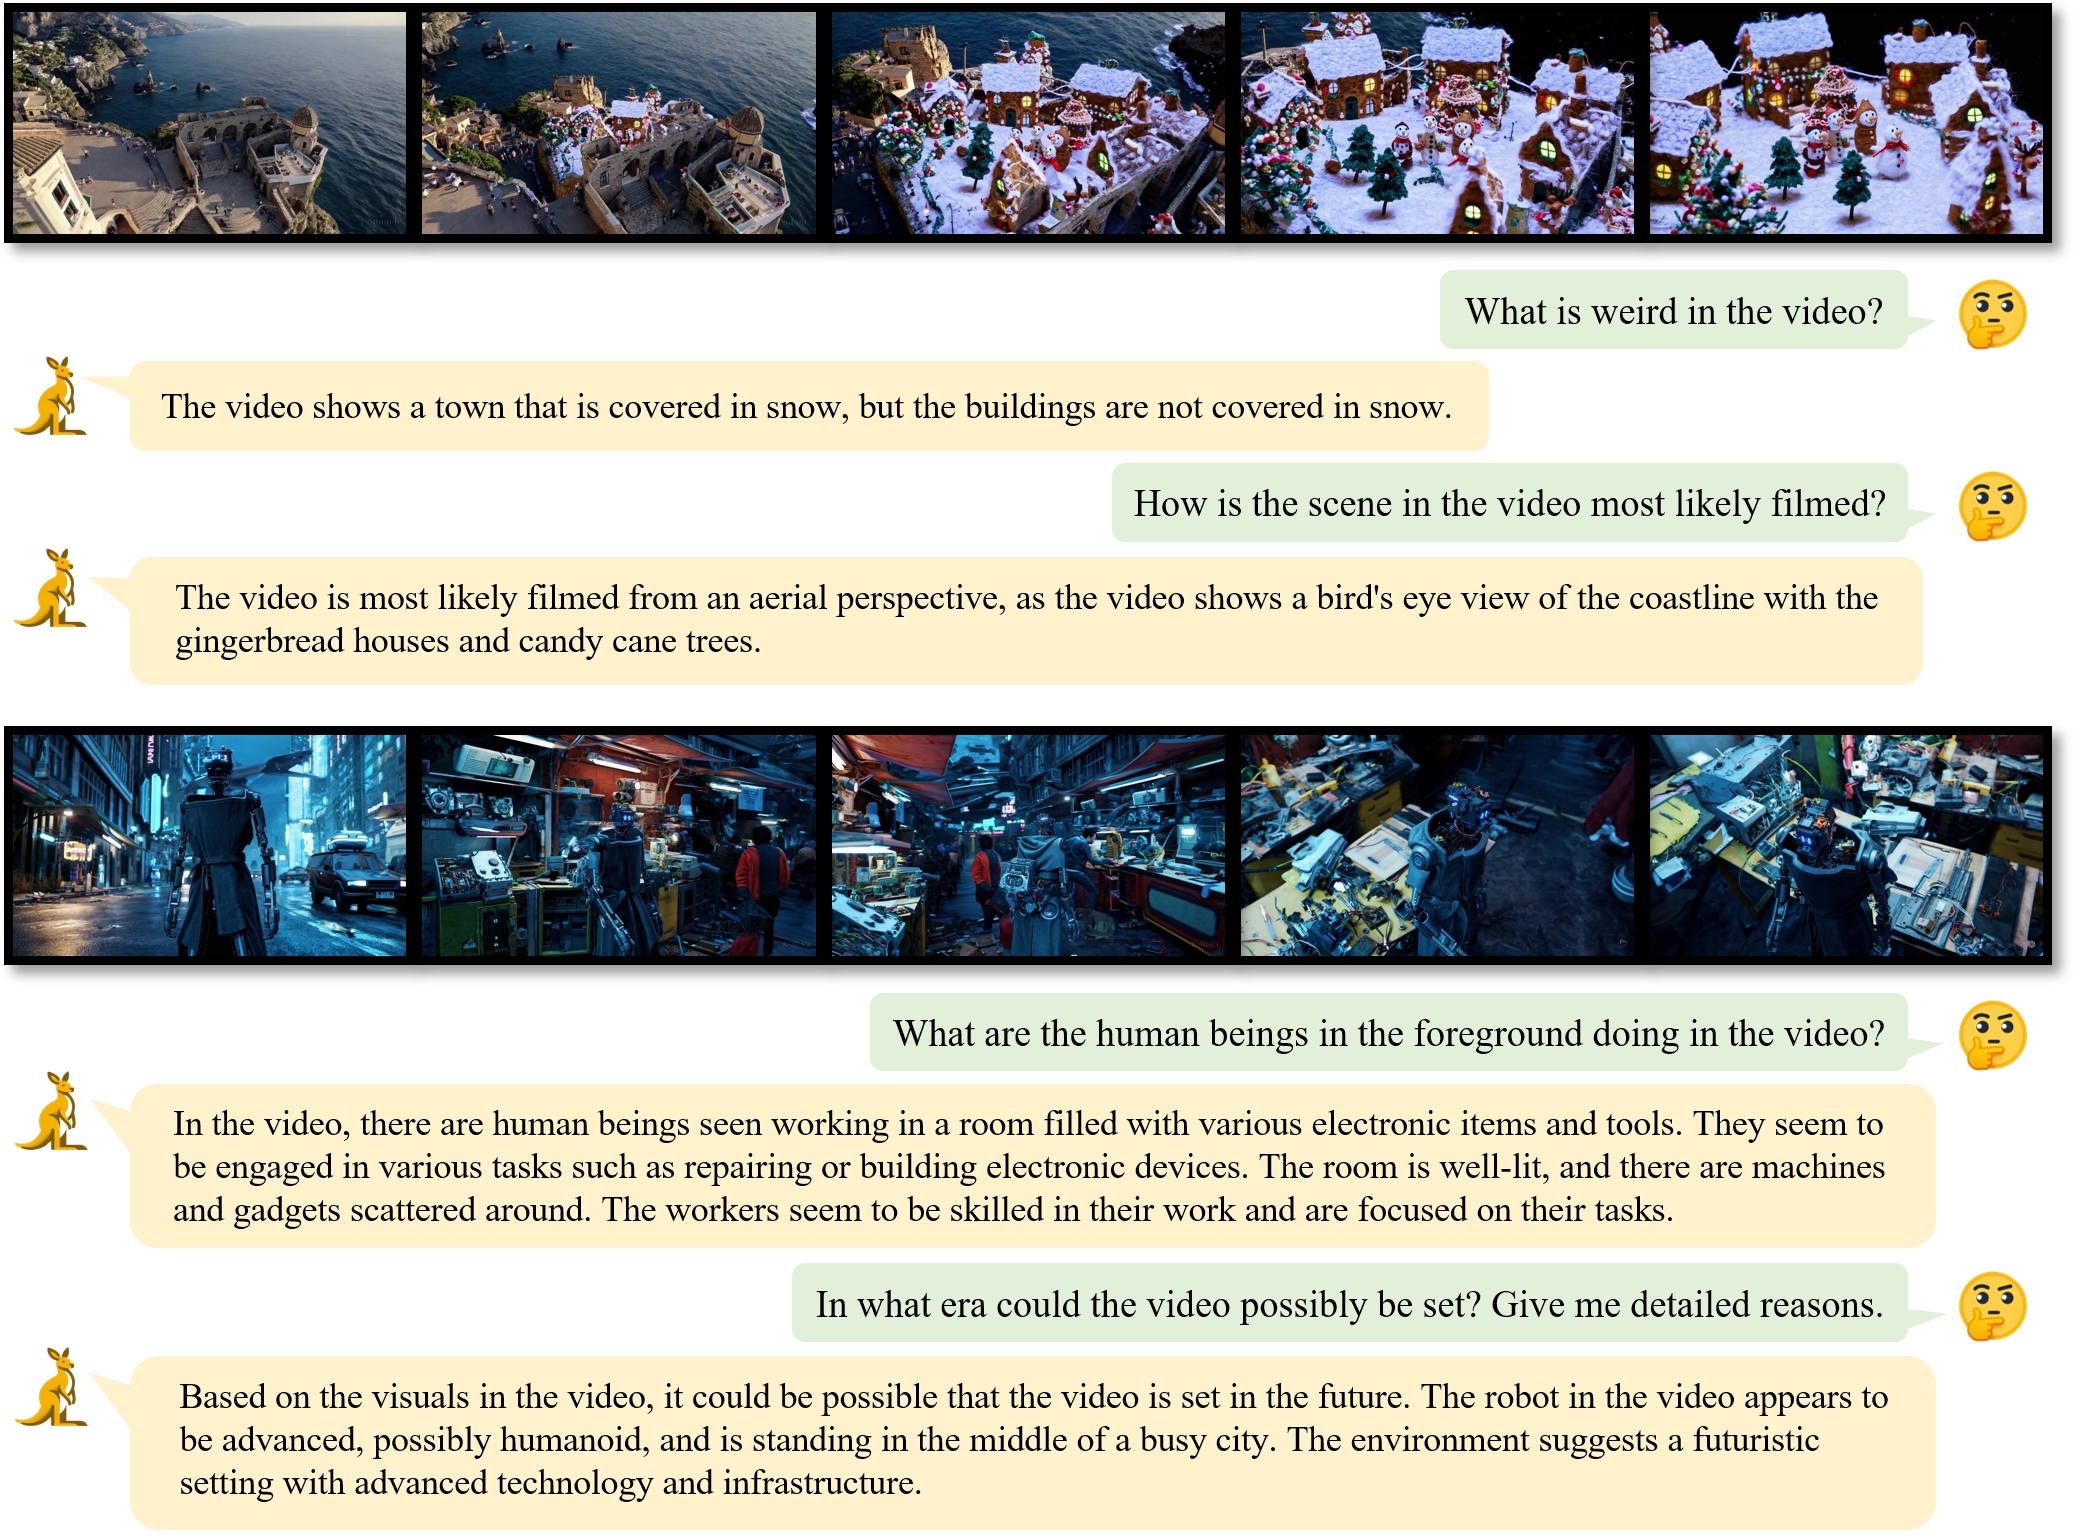 What is weird in the video?
The video shows a town that is covered in snow, but the buildings are not covered in snow.
How is the scene in the video most likely filmed?
The video is most likely filmed from an aerial perspective, as the video shows a bird's eye view of the coastline with the
gingerbread houses and candy cane trees.
What are the human beings in the foreground doing in the video?
In the video, there are human beings seen working in a room filled with various electronic items and tools. They seem to
be engaged in various tasks such as repairing or building electronic devices. The room is well-lit, and there are machines
and gadgets scattered around. The workers seem to be skilled in their work and are focused on their tasks.
In what era could the video possibly be set? Give me detailed reasons.
Based on the visuals in the video, it could be possible that the video is set in the future. The robot in the video appears to
be advanced, possibly humanoid, and is standing in the middle of a busy city. The environment suggests a futuristic
setting with advanced technology and infrastructure.